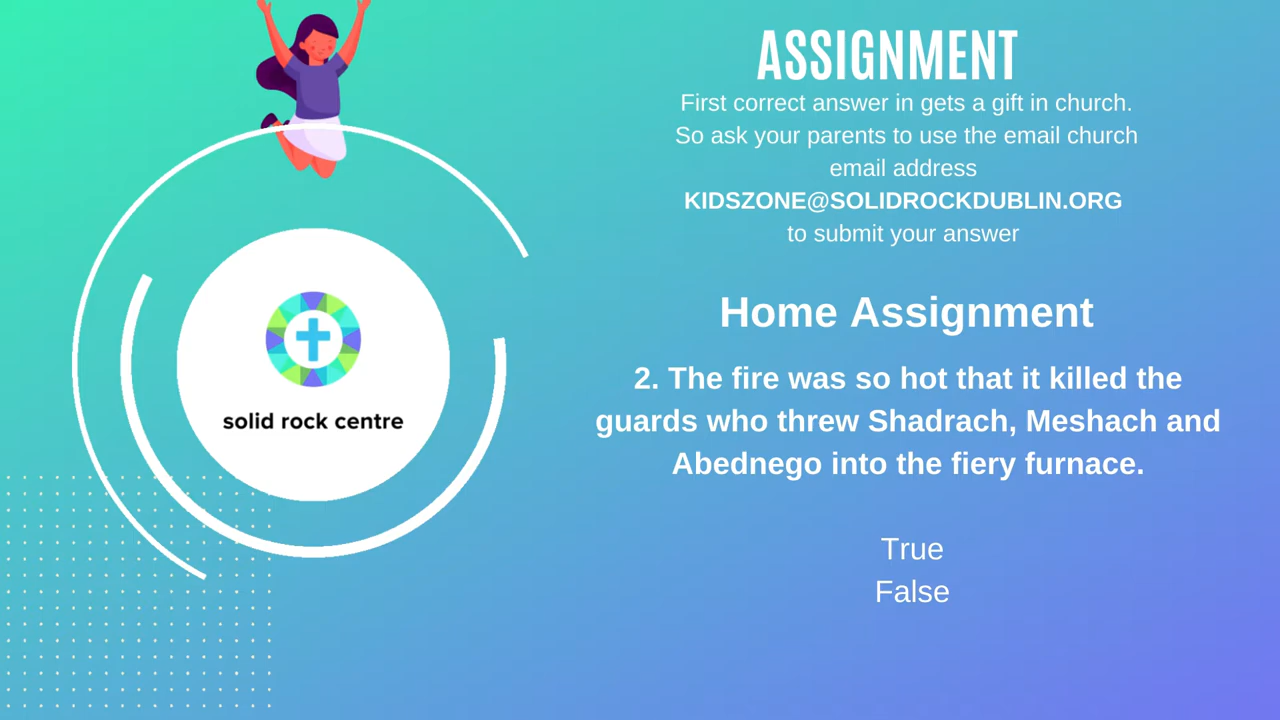 ASSIGNMENT
First correct answer in gets a gift in church.
So ask your parents to use the email church
email address
KIDSZONE@SOLIDROCKDUBLIN.ORG
to submit your answer
Home Assignment
2. The fire was so hot that it killed the
guards who threw Shadrach, Meshach and
Abednego into the fiery furnace.
True
False
solid rock centre